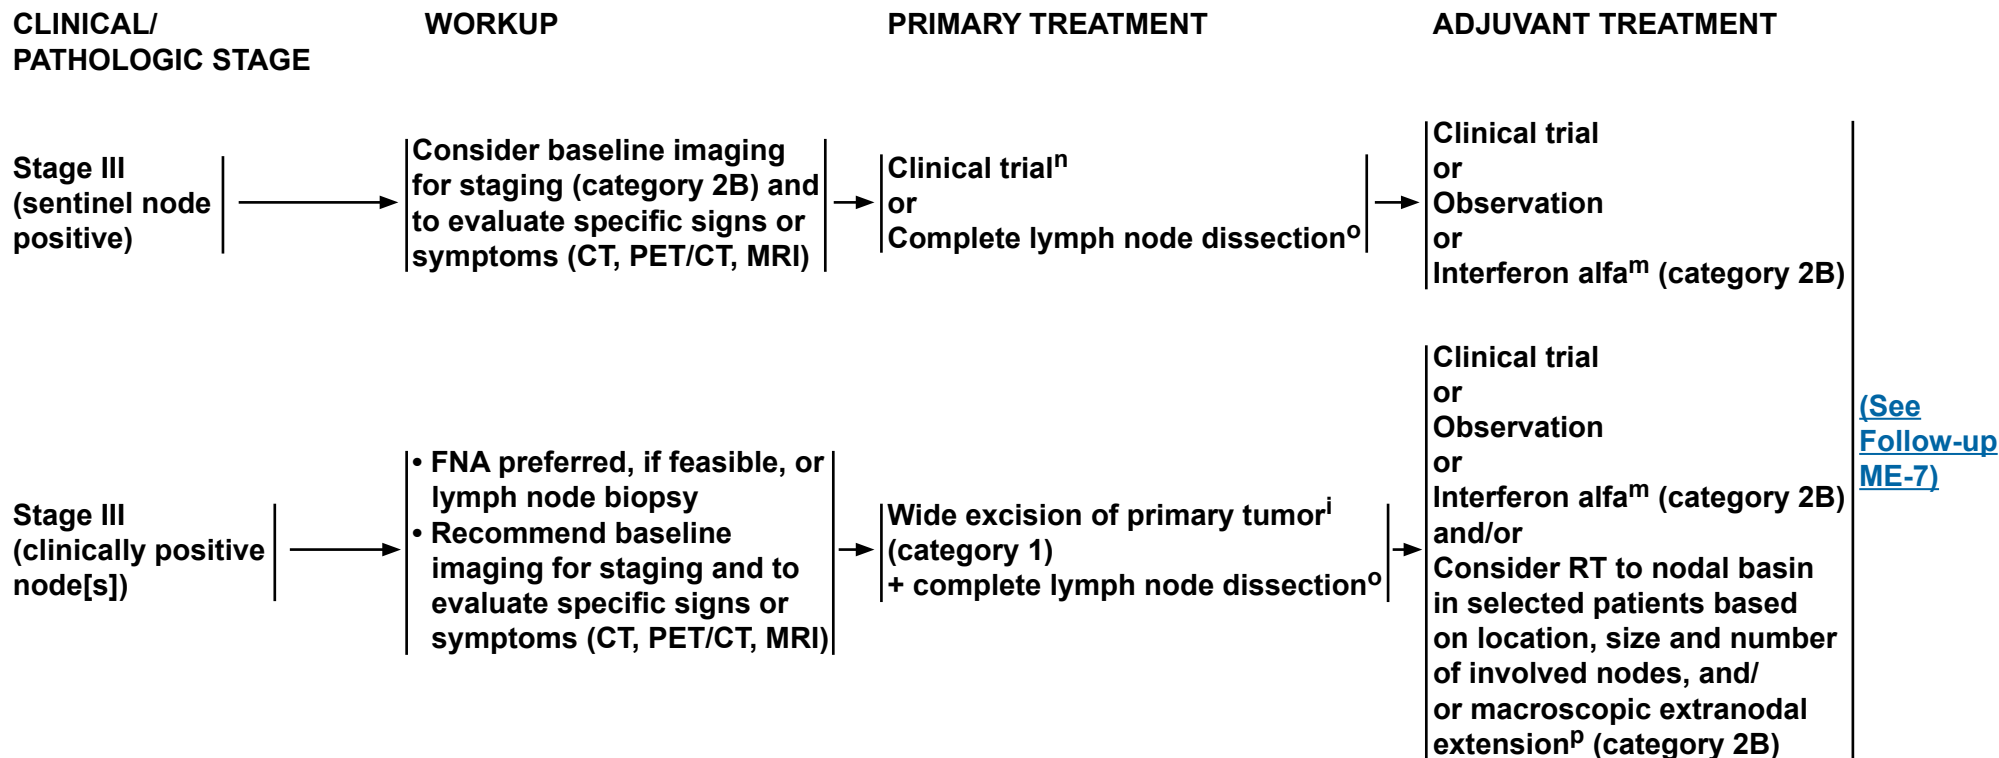 CLINICAL/
PATHOLOGIC STAGE
WORKUP
PRIMARY TREATMENT
ADJUVANT TREATMENT
Stage III
(sentinel node
positive)
Consider baseline imaging
for staging (category 2B) and
to evaluate specific signs or
symptoms (CT, PET/CT, MRI)
Clinical trialⁿ
or
Complete lymph node dissectionᵒ
Clinical trial
or
Observation
or
Interferon alfaᵐ (category 2B)
Stage III
(clinically positive
node[s])
• FNA preferred, if feasible, or
lymph node biopsy
• Recommend baseline
imaging for staging and to
evaluate specific signs or
symptoms (CT, PET/CT, MRI)
Wide excision of primary tumorⁱ
(category 1)
+ complete lymph node dissectionᵒ
Clinical trial
or
Observation
or
Interferon alfaᵐ (category 2B)
and/or
Consider RT to nodal basin
in selected patients based
on location, size and number
of involved nodes, and/
or macroscopic extranodal
extensionᵖ (category 2B)
(See
Follow-up
ME-7)